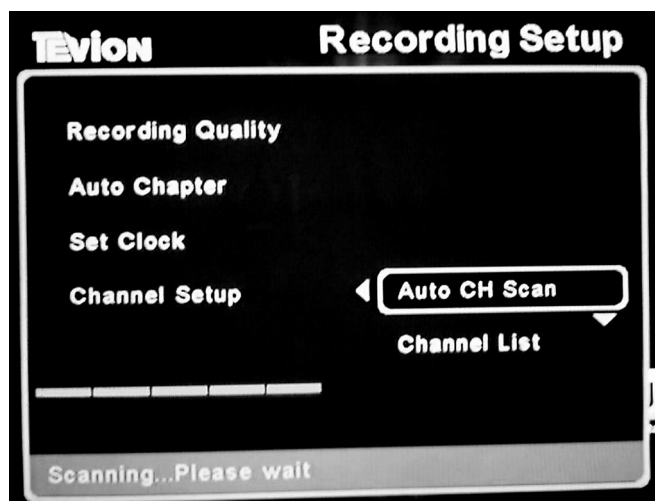 TEVION
Recording Setup
Recording Quality
Auto Chapter
Set Clock
Channel Setup
Auto CH Scan
Channel List
Scanning...Please wait